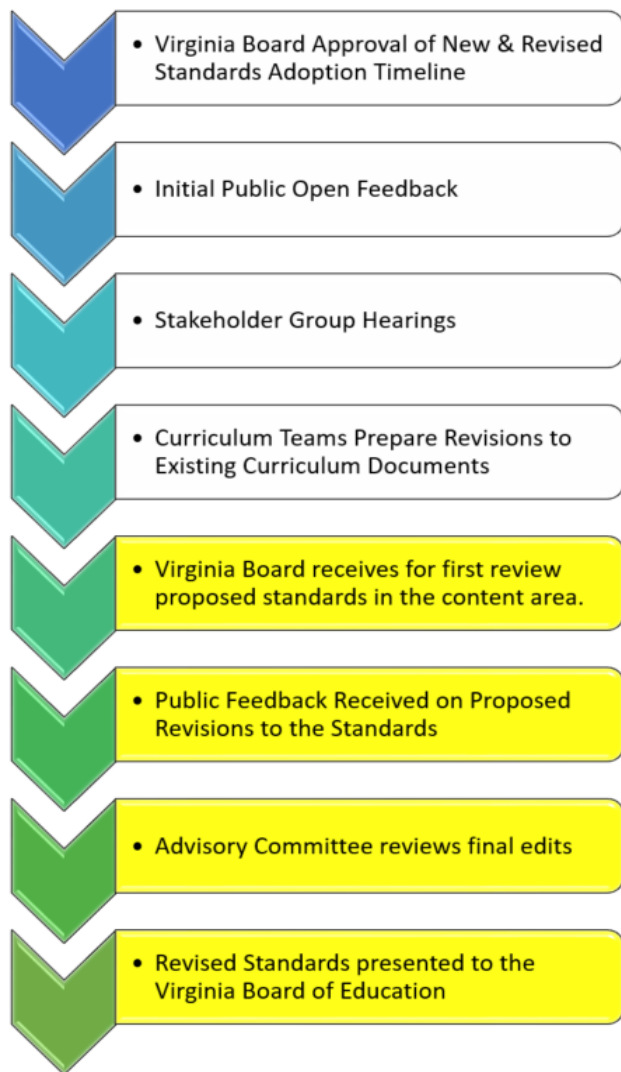 • Virginia Board Approval of New & Revised
Standards Adoption Timeline
• Initial Public Open Feedback
• Stakeholder Group Hearings
• Curriculum Teams Prepare Revisions to
Existing Curriculum Documents
• Virginia Board receives for first review
proposed standards in the content area.
• Public Feedback Received on Proposed
Revisions to the Standards
• Advisory Committee reviews final edits
• Revised Standards presented to the
Virginia Board of Education